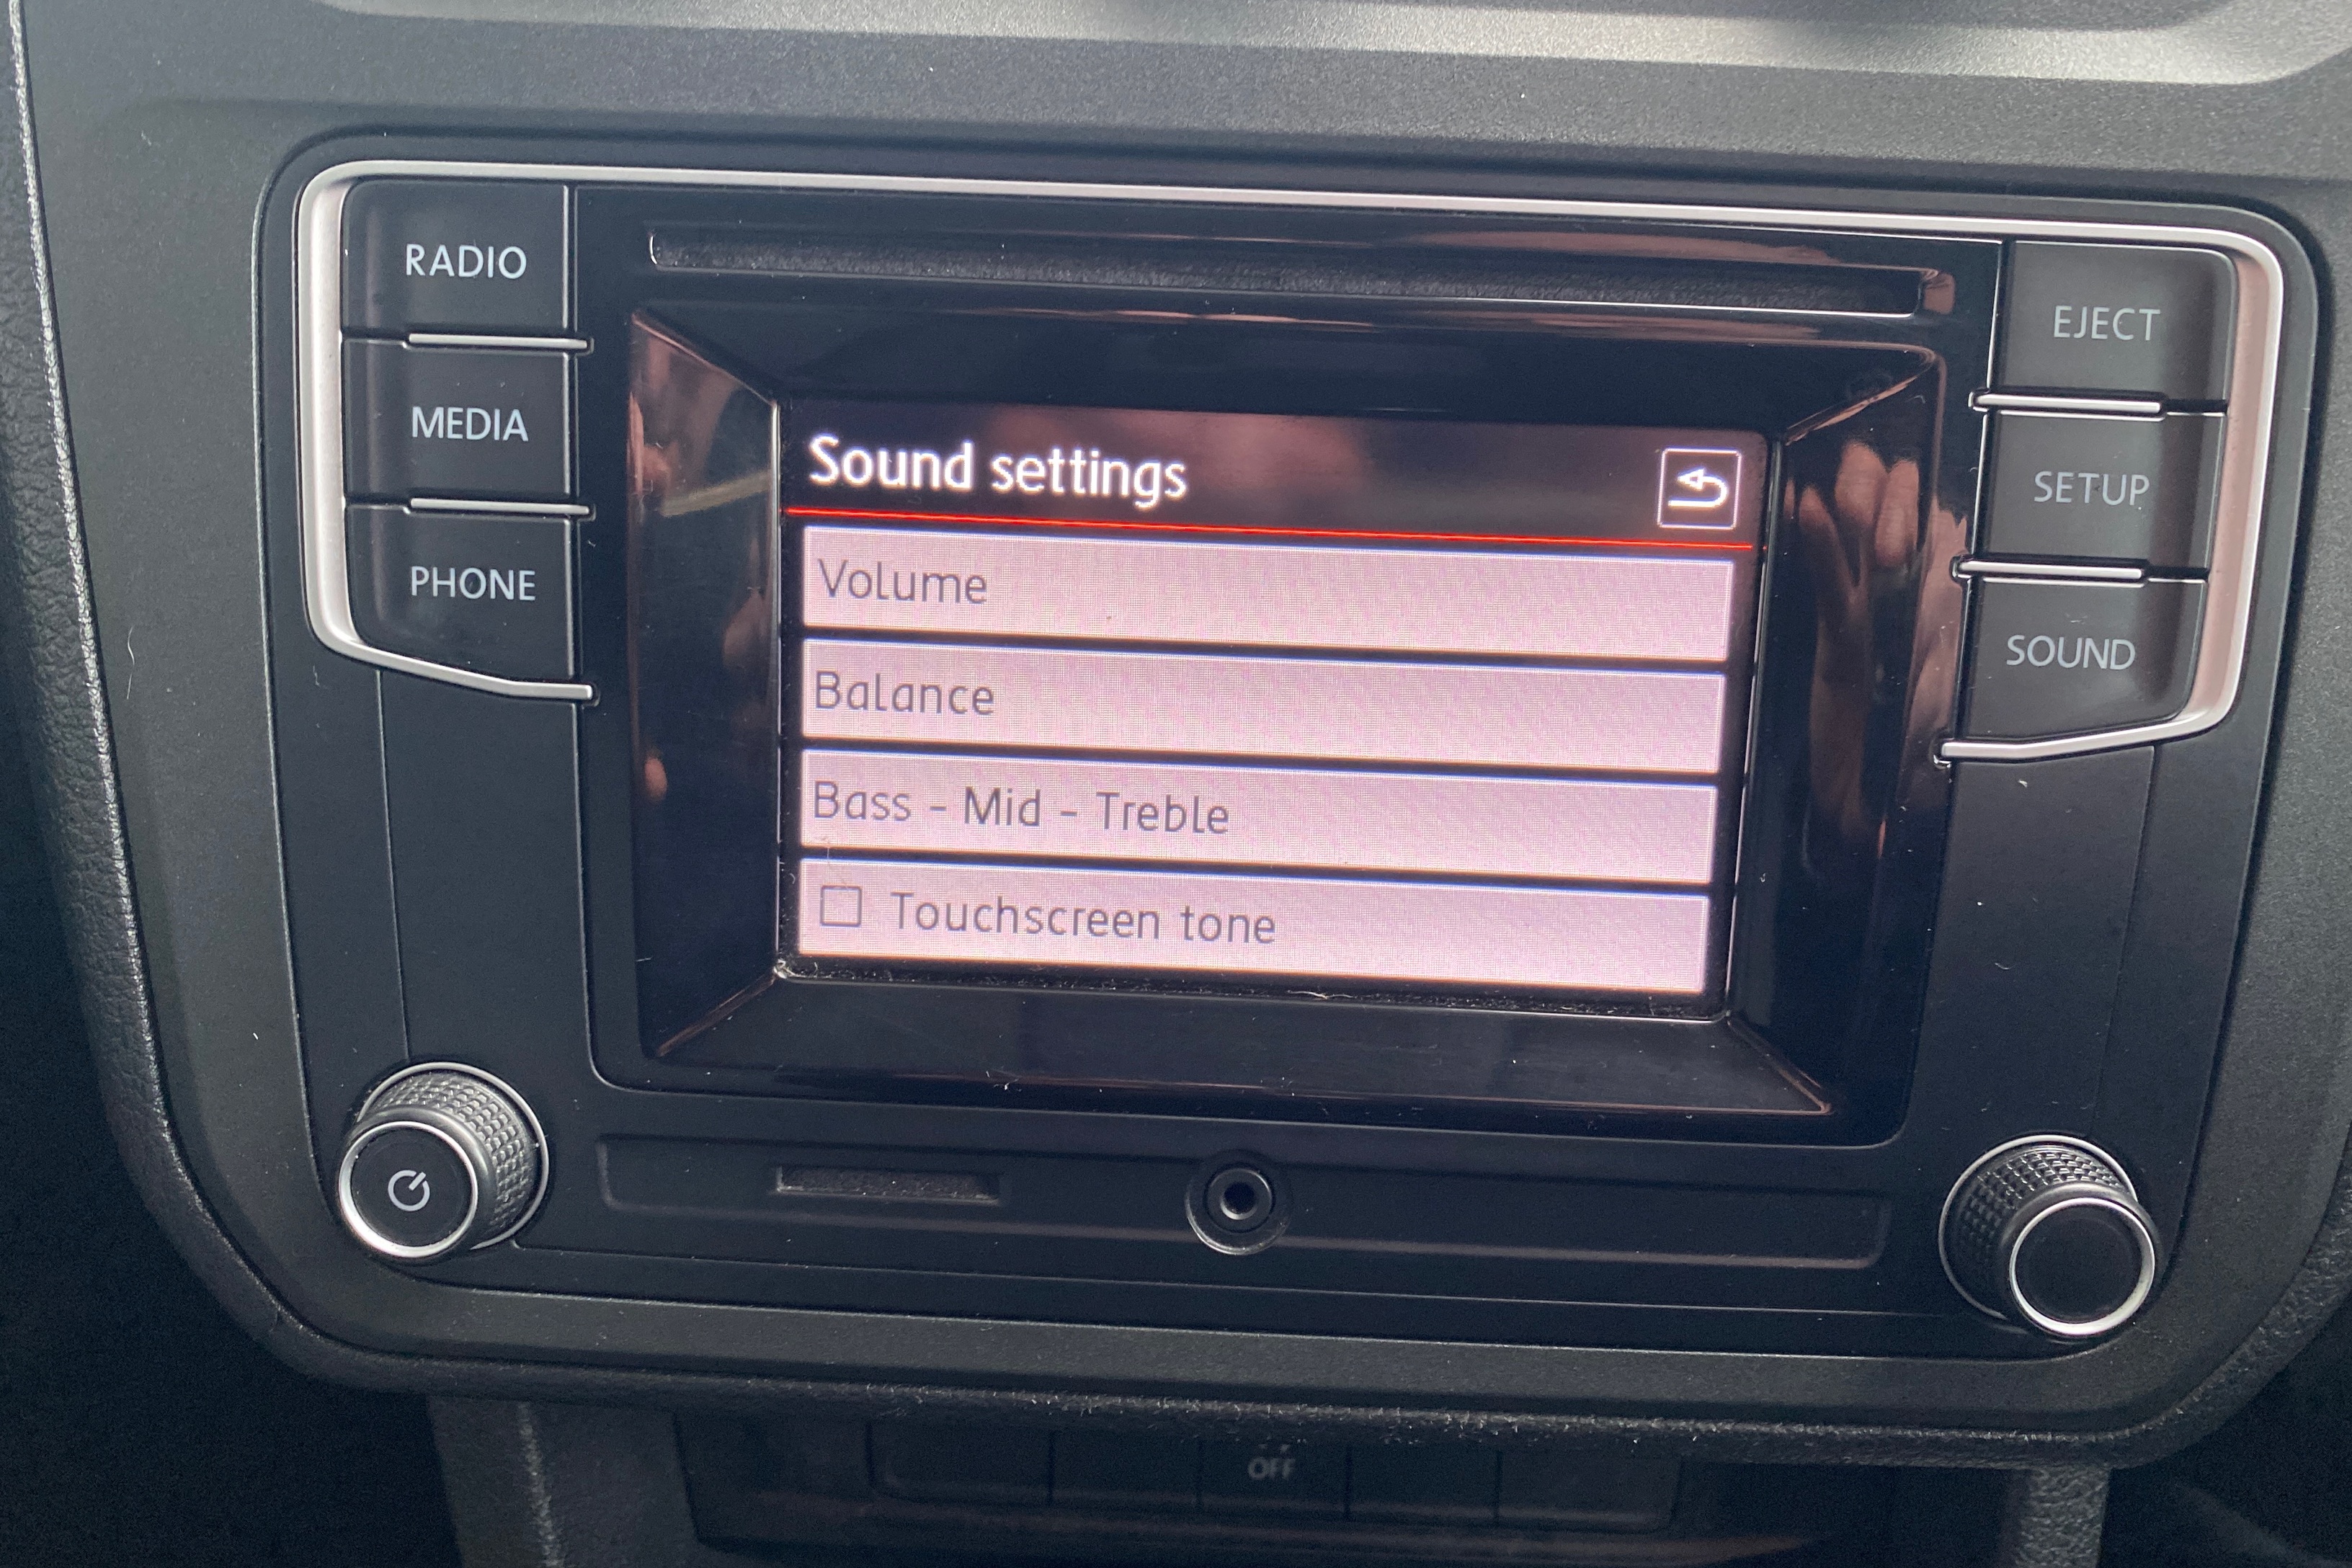 RADIO
MEDIA
PHONE
Sound settings
Volume
Balance
Bass - Mid - Treble
Touchscreen tone
EJECT
SETUP
SOUND
OFF